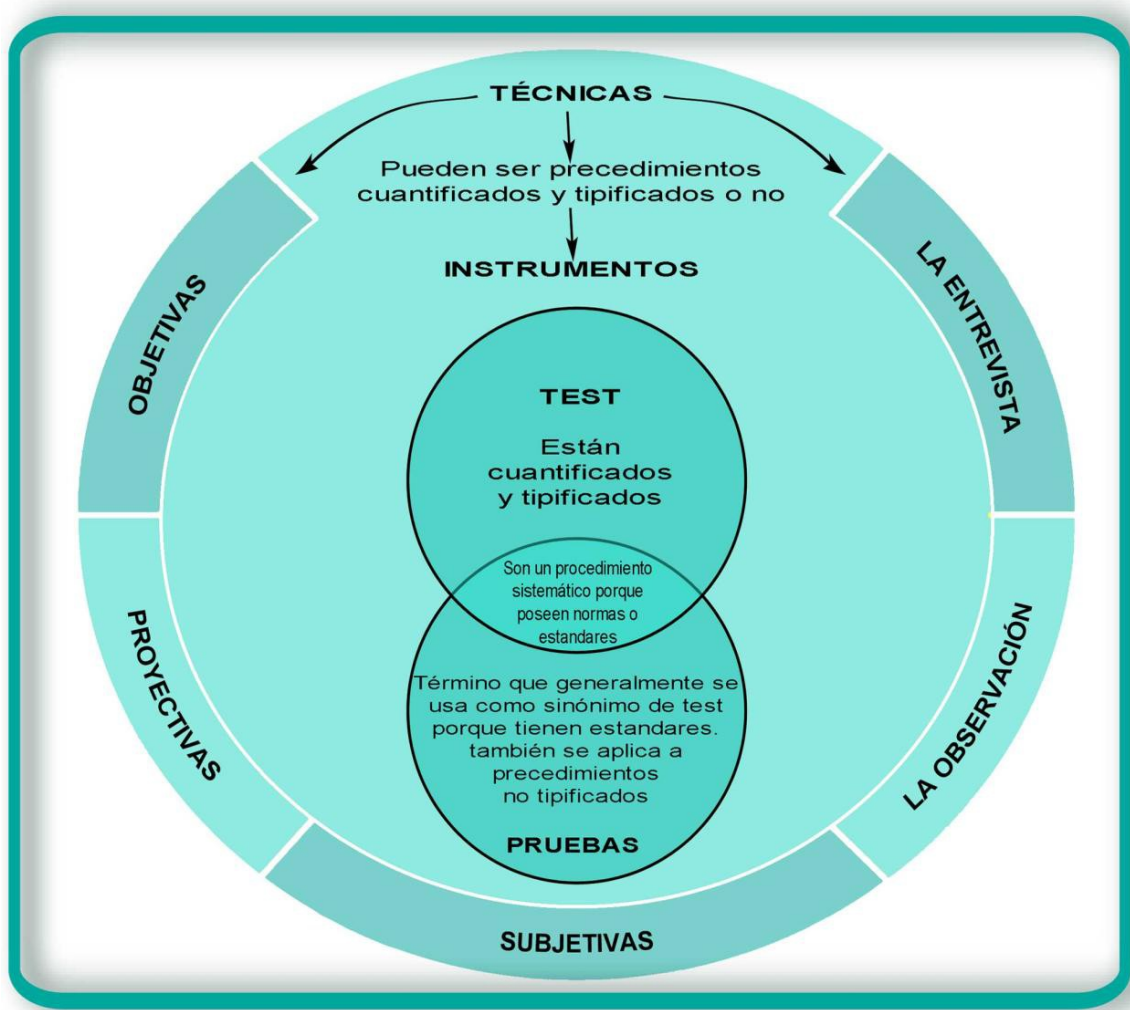 TÉCNICAS
Pueden ser precedimientos
cuantificados y tipificados o no
INSTRUMENTOS
OBJETIVAS
LA ENTREVISTA
TEST
Están
cuantificados
y tipificados
Son un procedimiento
sistemático porque
poseen normas o
estandares
Término que generalmente se
usa como sinónimo de test
porque tienen estandares.
también se aplica a
precedimientos
no tipificados
PRUEBAS
PROYECTIVAS
LA OBSERVACIÓN
SUBJETIVAS